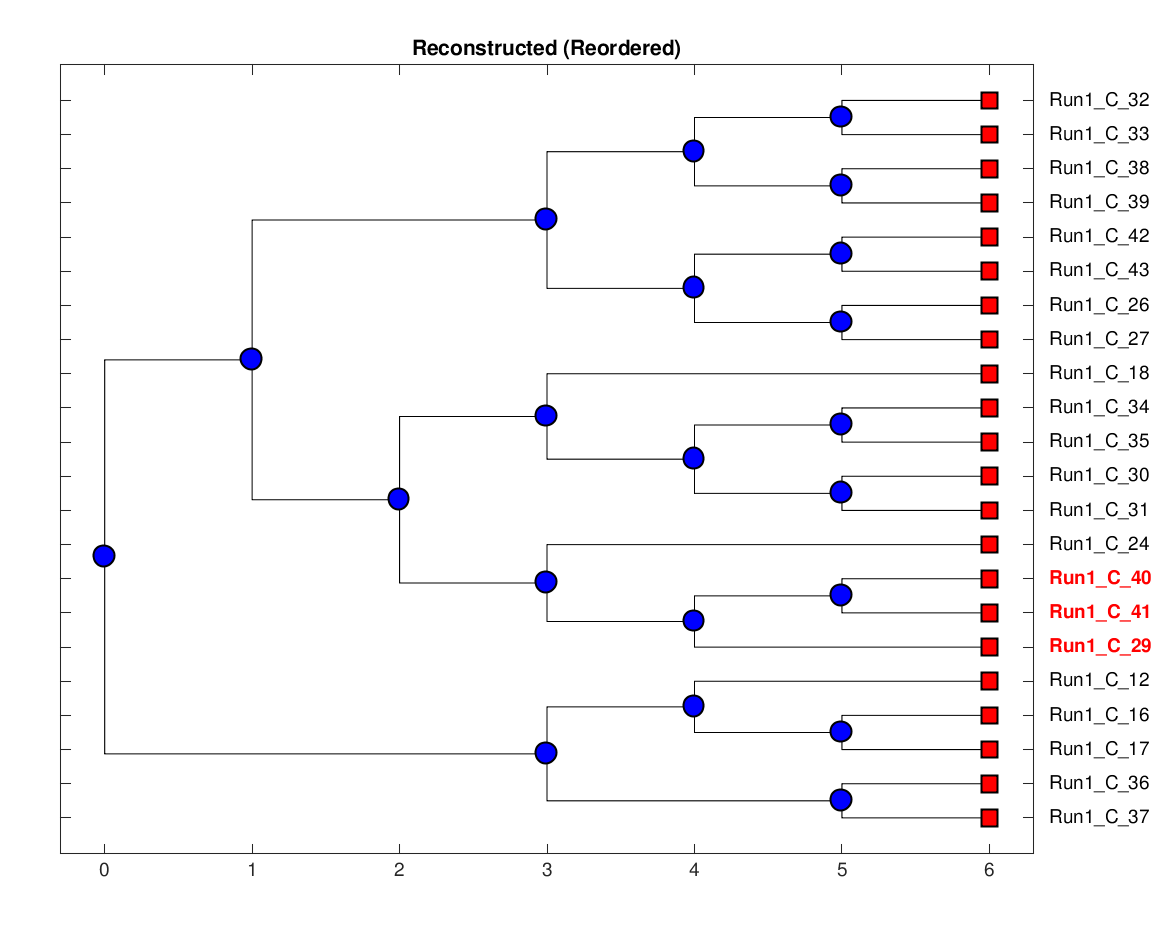 Reconstructed (Reordered)
Run1_C_32
Run1_C_33
Run1_C_38
Run1_C_39
Run1_C_42
Run1_C_43
Run1_C_26
Run1_C_27
Run1_C_18
Run1_C_34
Run1_C_35
Run1_C_30
Run1_C_31
Run1_C_24
Run1_C_40
Run1_C_41
Run1_C_29
Run1_C_12
Run1_C_16
Run1_C_17
Run1_C_36
Run1_C_37
0 1 2 3 4 5 6